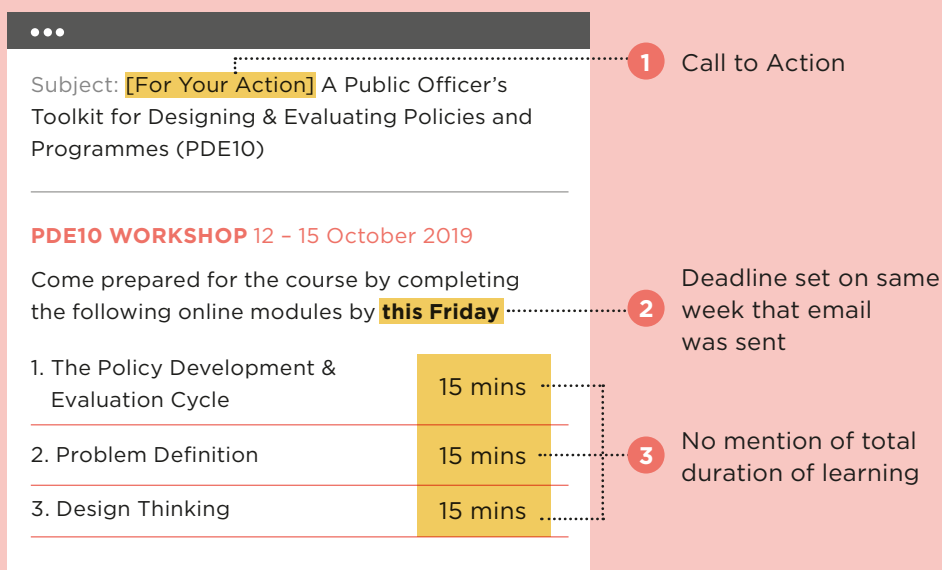 Subject: [For Your Action] A Public Officer’s
Toolkit for Designing & Evaluating Policies and
Programmes (PDE10)
PDE10 WORKSHOP 12 – 15 October 2019
Come prepared for the course by completing
the following online modules by this Friday
1. The Policy Development &
Evaluation Cycle
15 mins
2. Problem Definition
15 mins
3. Design Thinking
15 mins
1 Call to Action
2 Deadline set on same
week that email
was sent
3 No mention of total
duration of learning